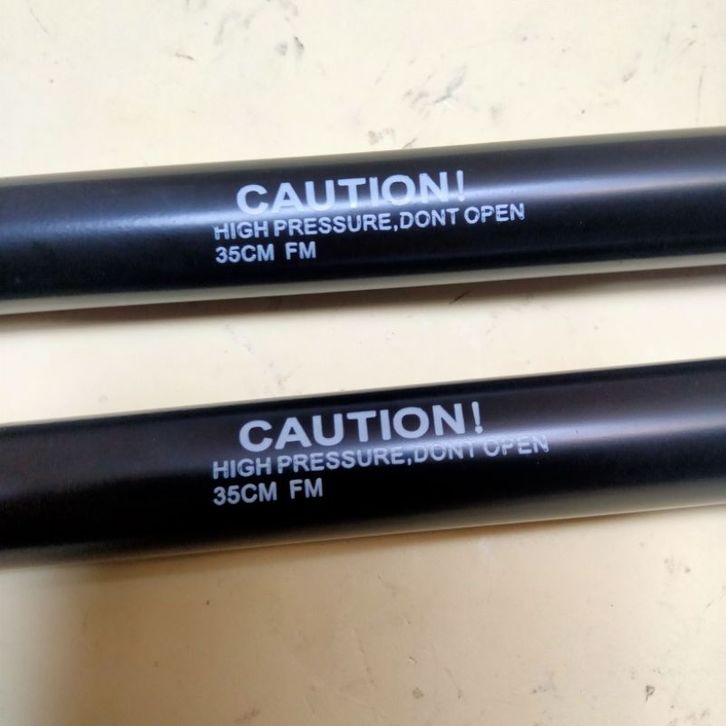 CAUTION!
HIGH PRESSURE,DONT OPEN
35CM FM
CAUTION!
HIGH PRESSURE,DONT OPEN
35CM FM